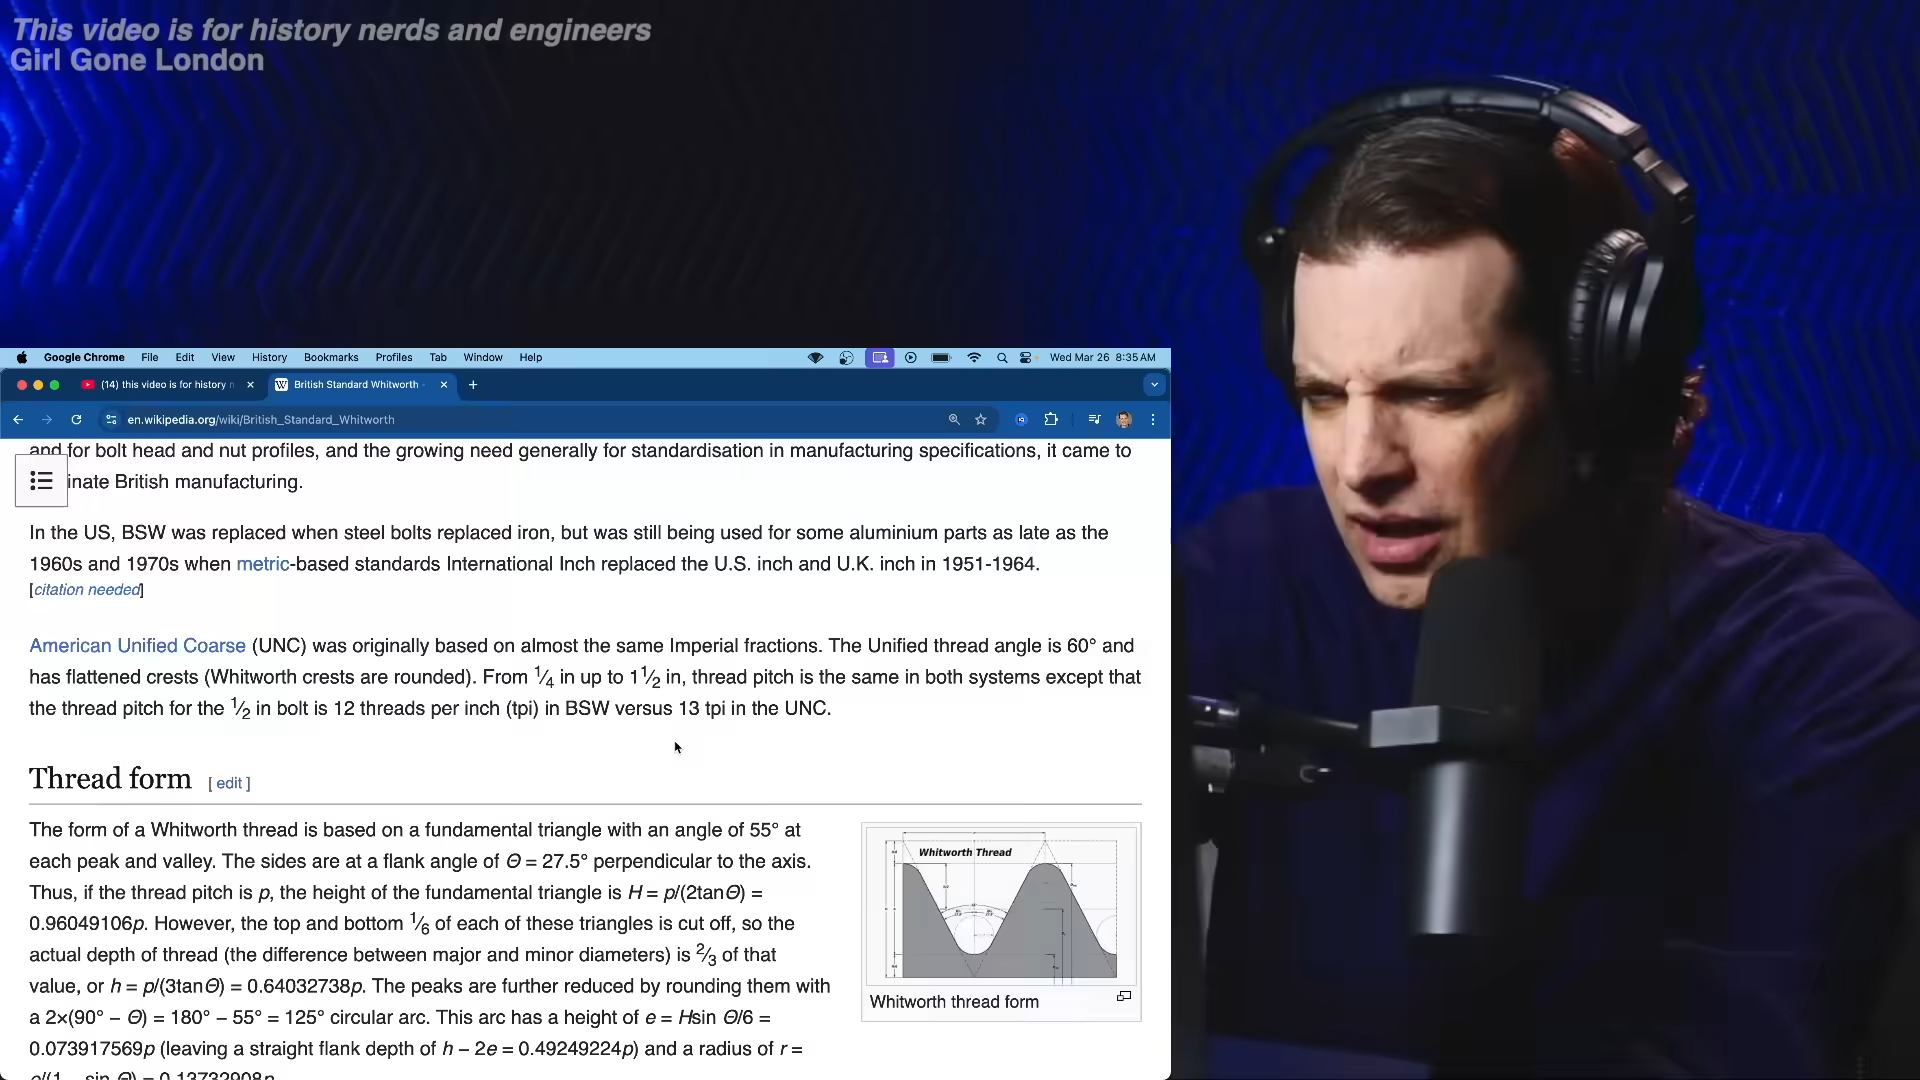 This video is for history nerds and engineers
Girl Gone London
Google Chrome File Edit View History Bookmarks Profiles Tab Window Help Wed Mar 26 8:35 AM
(14) this video is for history n British Standard Whitworth -
en.wikipedia.org/wiki/British_Standard_Whitworth
and for bolt head and nut profiles, and the growing need generally for standardisation in manufacturing specifications, it came to
inate British manufacturing.
In the US, BSW was replaced when steel bolts replaced iron, but was still being used for some aluminium parts as late as the
1960s and 1970s when metric-based standards International Inch replaced the U.S. inch and U.K. inch in 1951-1964.
[citation needed]
American Unified Coarse (UNC) was originally based on almost the same Imperial fractions. The Unified thread angle is 60° and
has flattened crests (Whitworth crests are rounded). From 1/4 in up to 1 1/2 in, thread pitch is the same in both systems except that
the thread pitch for the 1/2 in bolt is 12 threads per inch (tpi) in BSW versus 13 tpi in the UNC.
Thread form [ edit ]
The form of a Whitworth thread is based on a fundamental triangle with an angle of 55° at
each peak and valley. The sides are at a flank angle of Θ = 27.5° perpendicular to the axis.
Thus, if the thread pitch is p, the height of the fundamental triangle is H = p/(2tanΘ) =
0.96049106p. However, the top and bottom 1/6 of each of these triangles is cut off, so the
actual depth of thread (the difference between major and minor diameters) is 2/3 of that
value, or h = p/(3tanΘ) = 0.64032738p. The peaks are further reduced by rounding them with
a 2×(90° − Θ) = 180° − 55° = 125° circular arc. This arc has a height of e = Hsin Θ/6 =
0.073917569p (leaving a straight flank depth of h − 2e = 0.49249224p) and a radius of r =
e/(1 − sin Θ) = 0.13732908p.
Whitworth Thread
Whitworth thread form